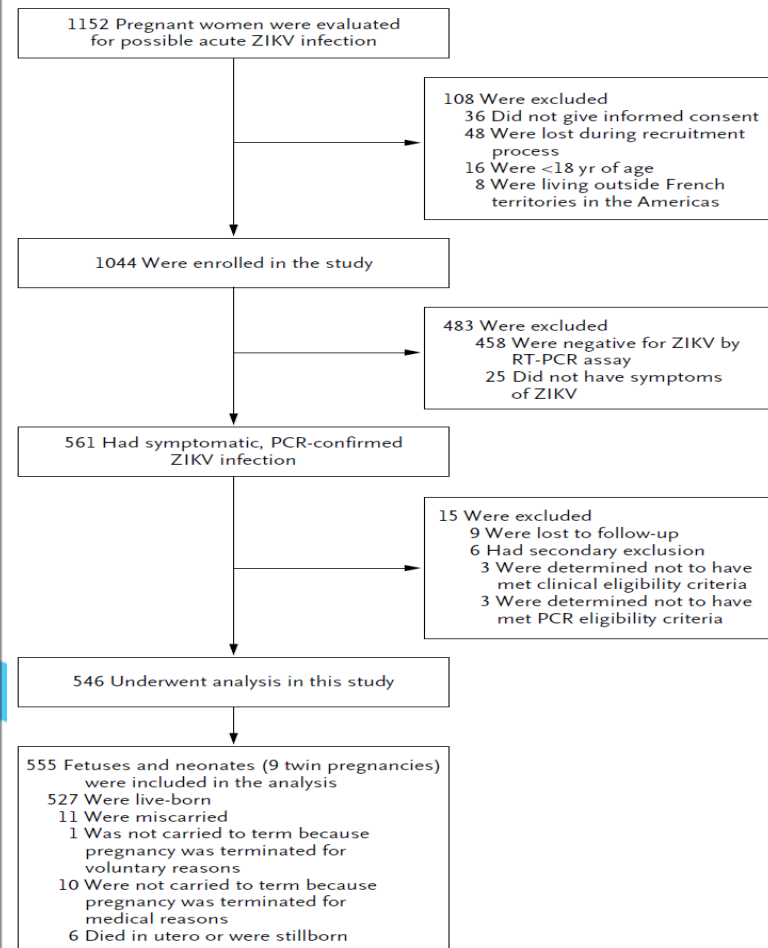 1152 Pregnant women were evaluated
for possible acute ZIKV infection
108 Were excluded
36 Did not give informed consent
48 Were lost during recruitment
process
16 Were <18 yr of age
8 Were living outside French
territories in the Americas
1044 Were enrolled in the study
483 Were excluded
458 Were negative for ZIKV by
RT-PCR assay
25 Did not have symptoms
of ZIKV
561 Had symptomatic, PCR-confirmed
ZIKV infection
15 Were excluded
9 Were lost to follow-up
6 Had secondary exclusion
3 Were determined not to have
met clinical eligibility criteria
3 Were determined not to have
met PCR eligibility criteria
546 Underwent analysis in this study
555 Fetuses and neonates (9 twin pregnancies)
were included in the analysis
527 Were live-born
11 Were miscarried
1 Was not carried to term because
pregnancy was terminated for
voluntary reasons
10 Were not carried to term because
pregnancy was terminated for
medical reasons
6 Died in utero or were stillborn